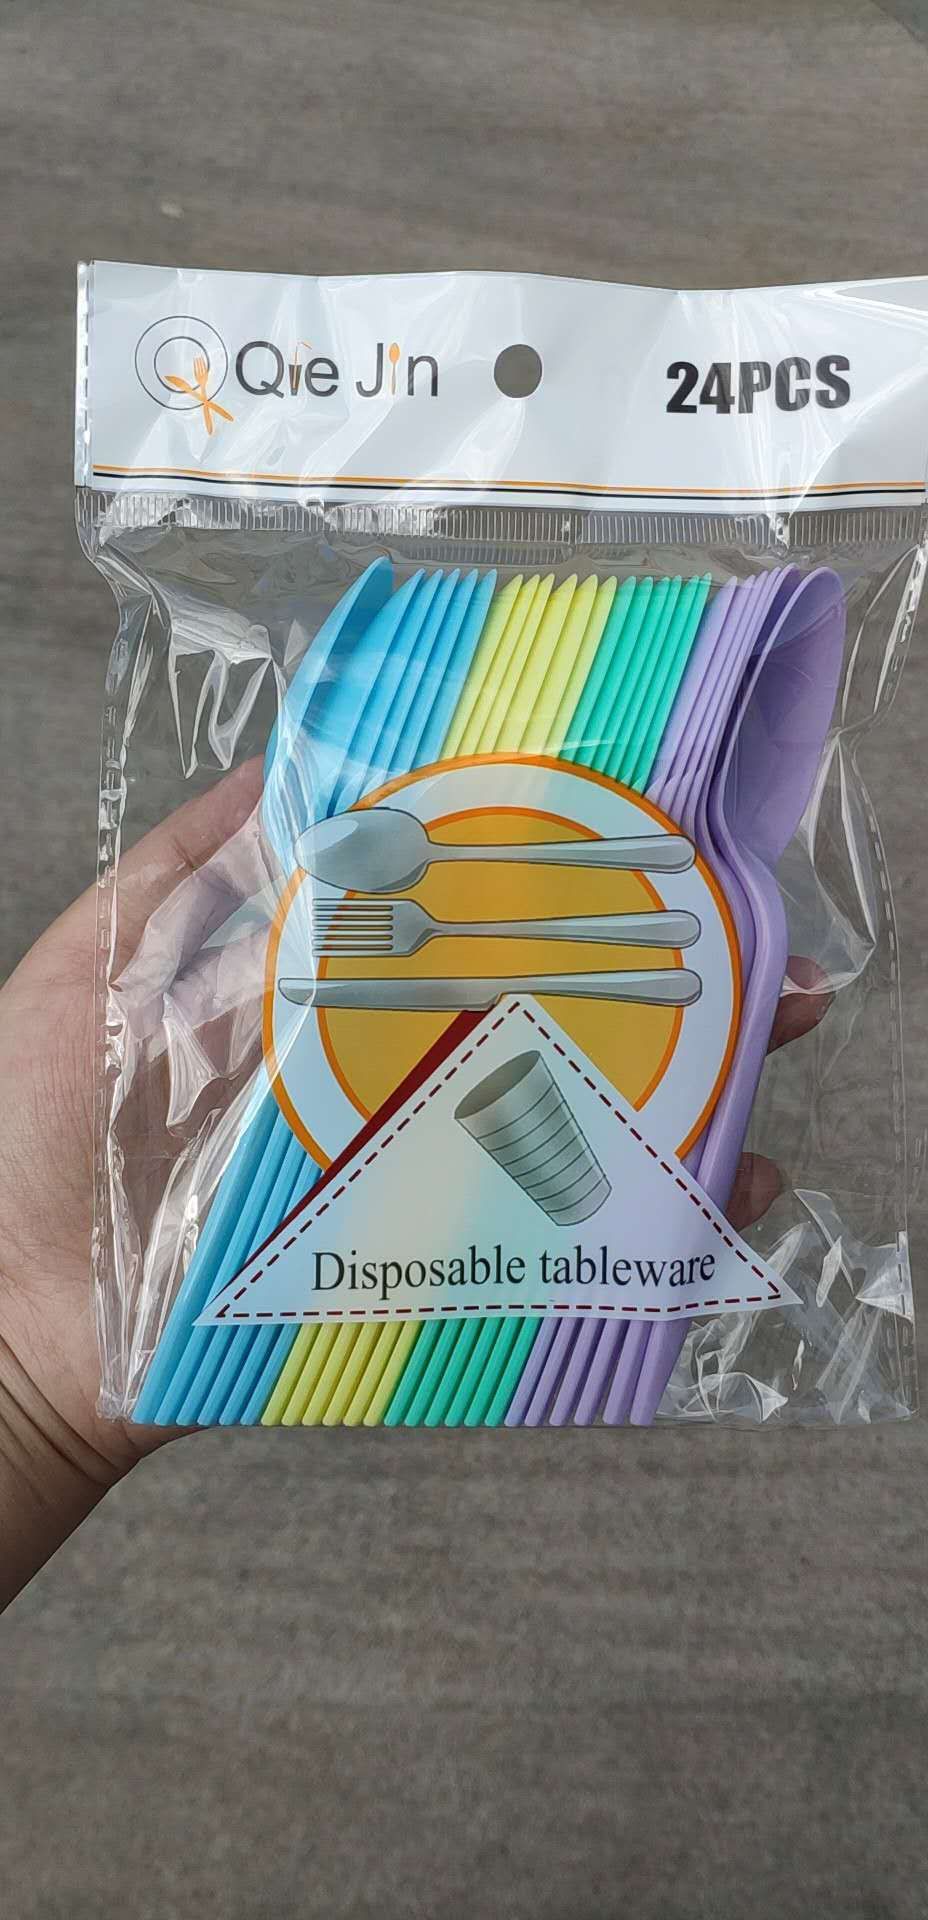 Qie Jin
24PCS
Disposable tableware